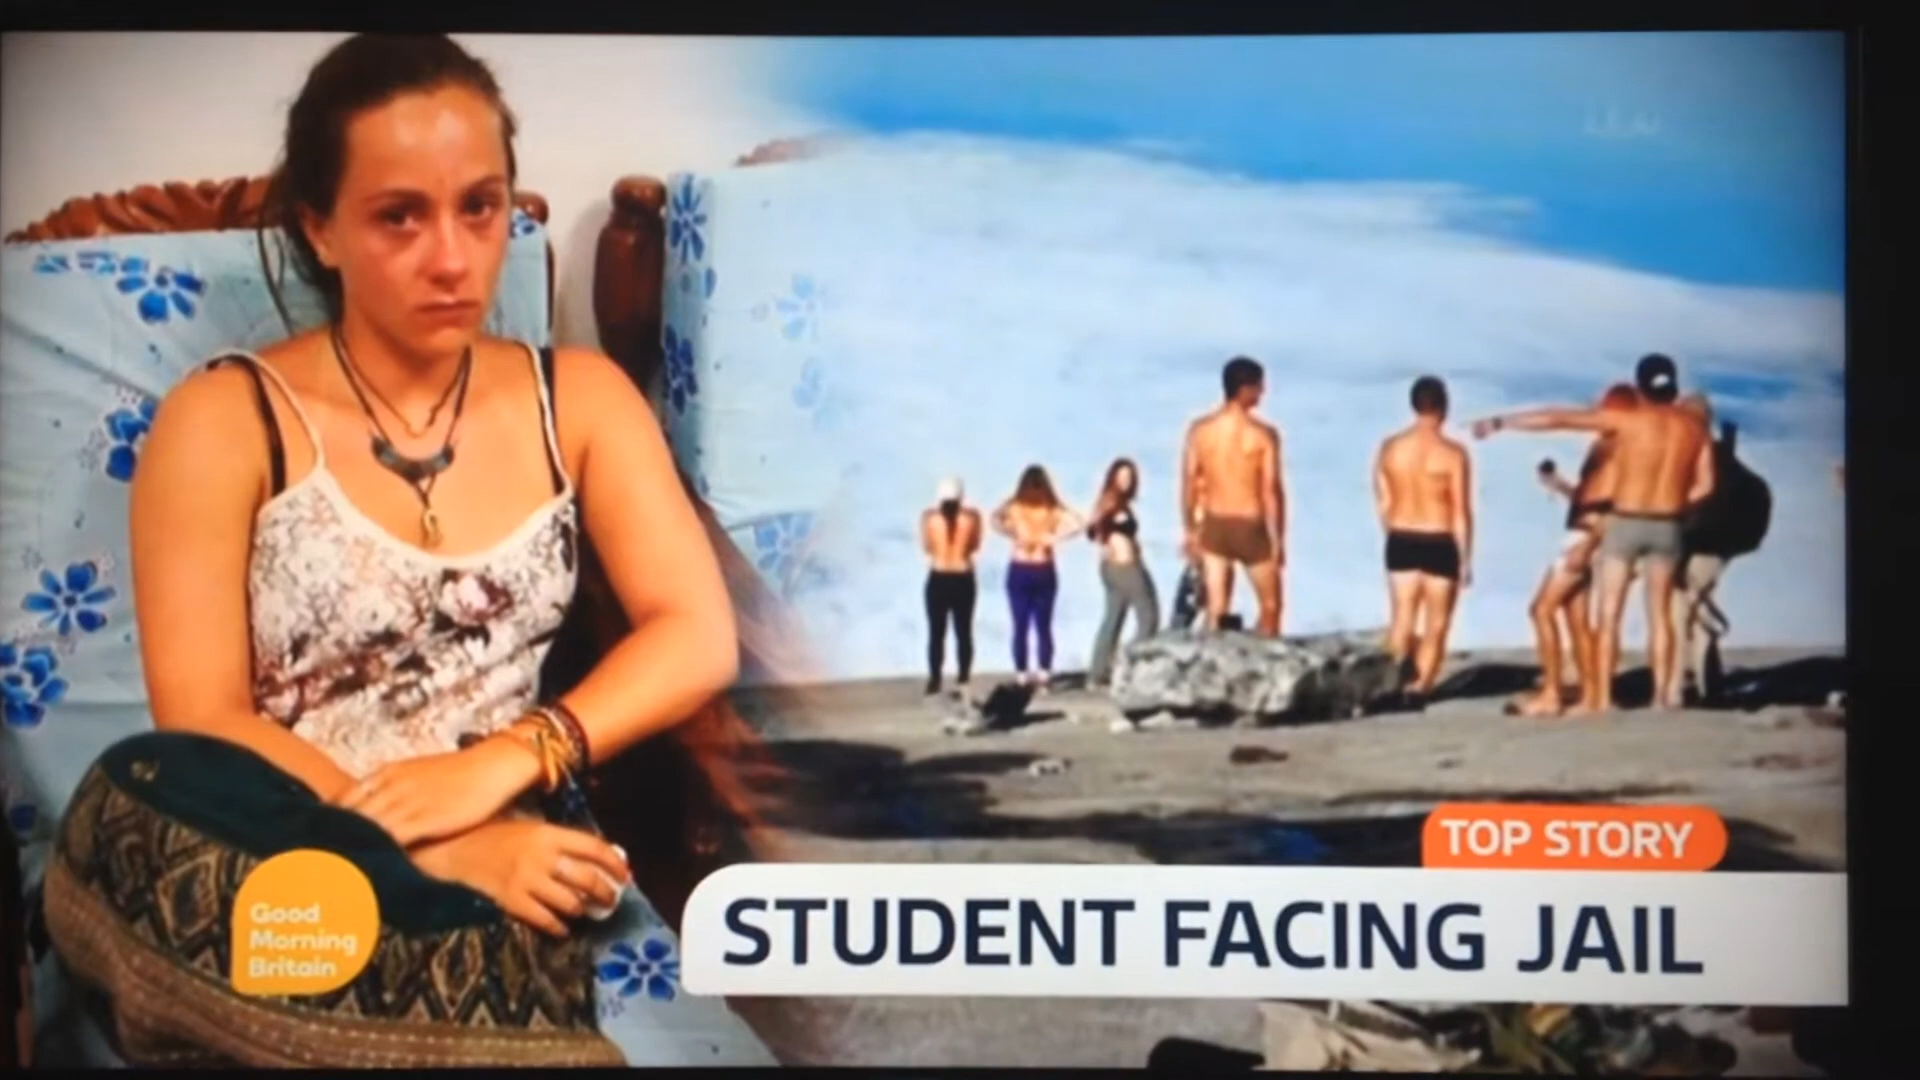 TOP STORY
STUDENT FACING JAIL
Good
Morning
Britain